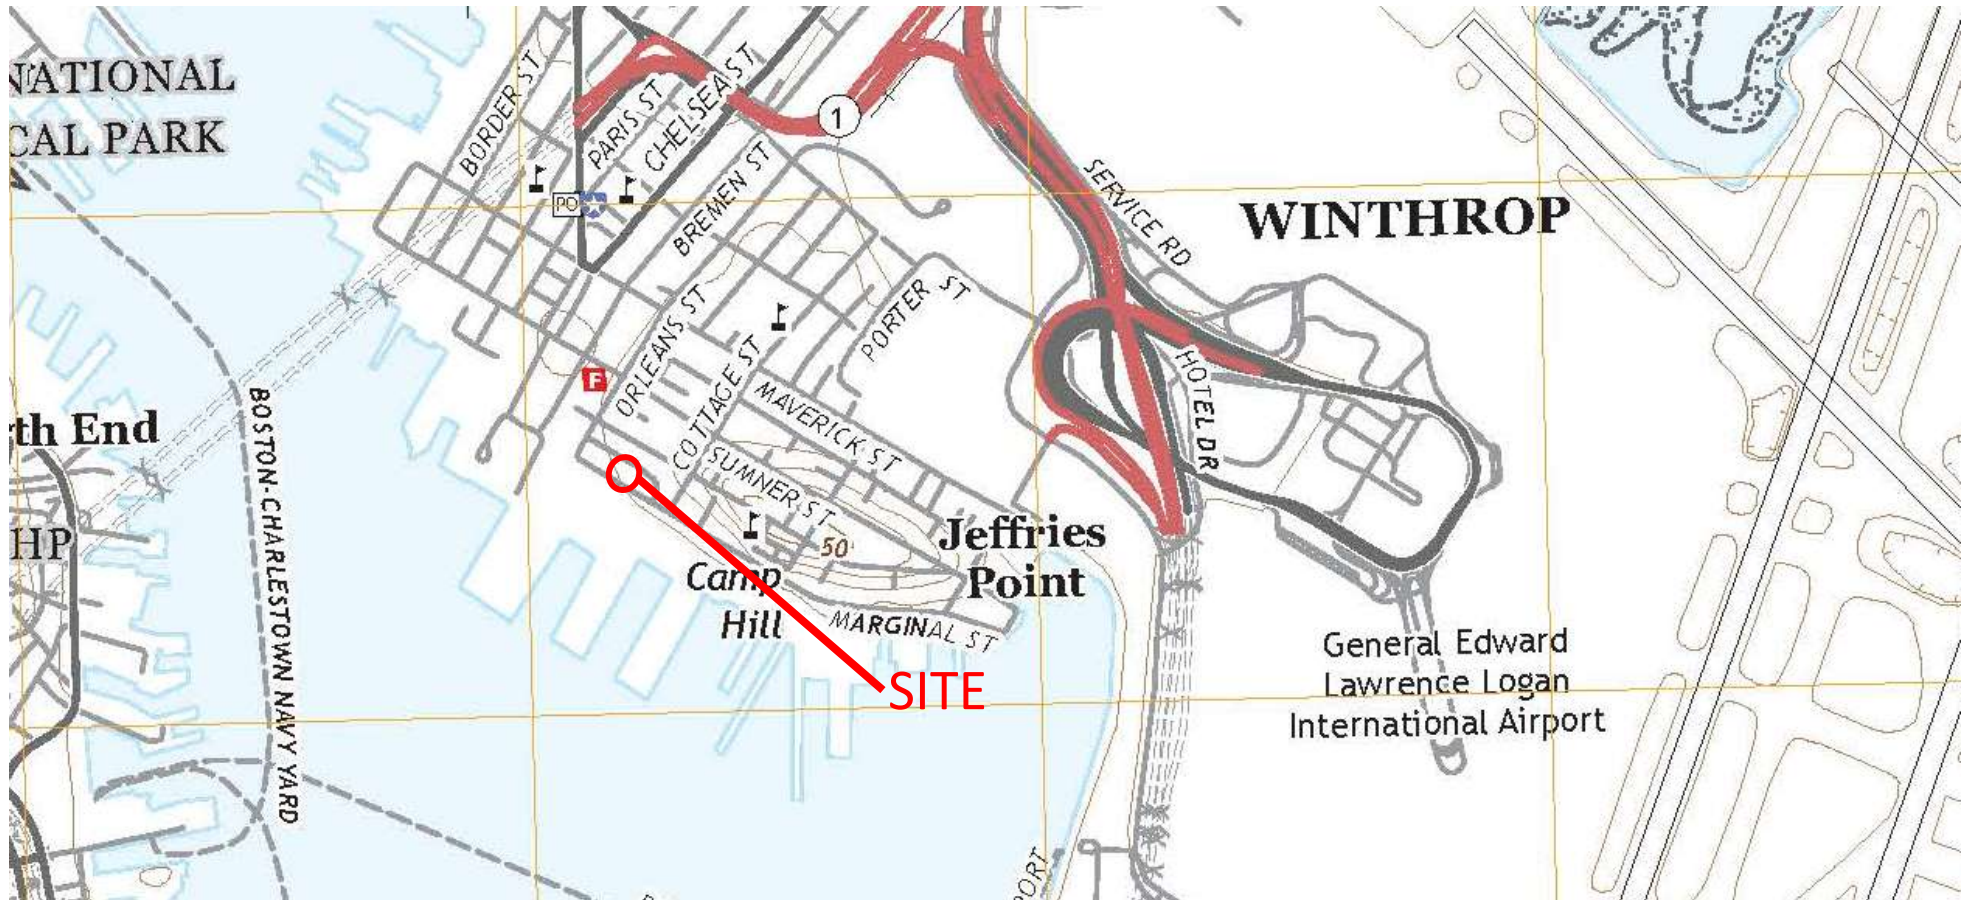 NATIONAL
CAL PARK
BORDER ST
PARIS ST
CHELSEA ST
1
BREMEN ST
PO
SERVICE RD
WINTHROP
ORLEANS ST
PORTER ST
COTTAGE ST
F
MAVERICK ST
HOTEL DR
th End
BOSTON-CHARLESTOWN NAVY YARD
SUMNER ST
HP
50
Jeffries
Point
Camp
Hill
MARGINAL ST
SITE
General Edward
Lawrence Logan
International Airport
PORT